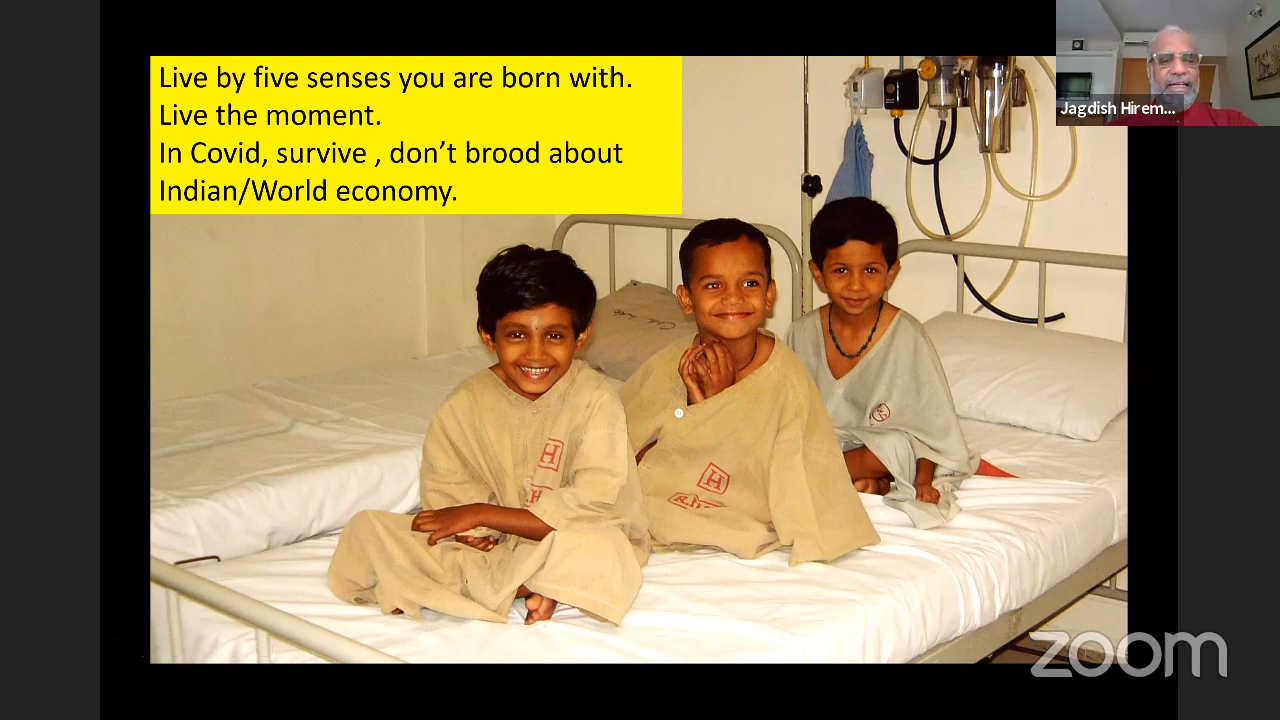 Live by five senses you are born with.
Live the moment.
In Covid, survive , don’t brood about
Indian/World economy.
Jagdish Hirem...
H
H
H
zoom